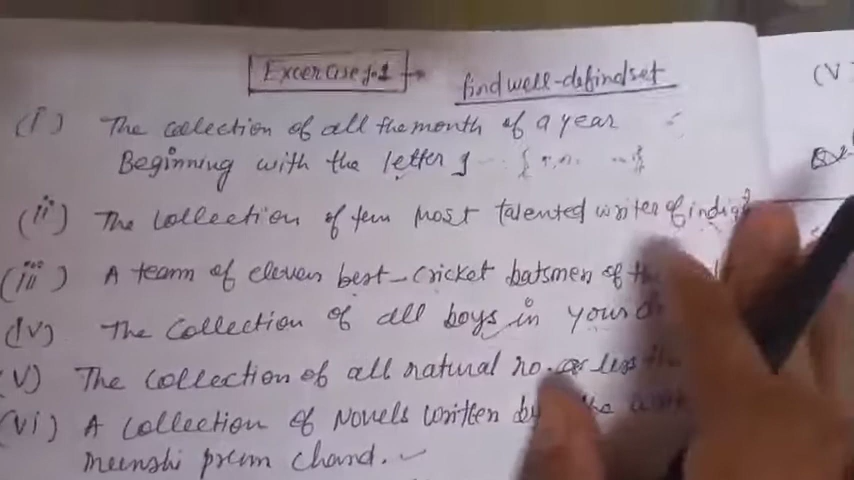 Excercise 1.1 → find well-defindset
(i) The collection of all the month of a year
Beginning with the letter J
(ii) The collection of ten most talented writer of india
(iii) A team of eleven best-cricket batsmen of the
(iv) The collection of all boys in your
(v) The collection of all natural no. less
(vi) A collection of Novels written by the
meenshi prem chand.
(V